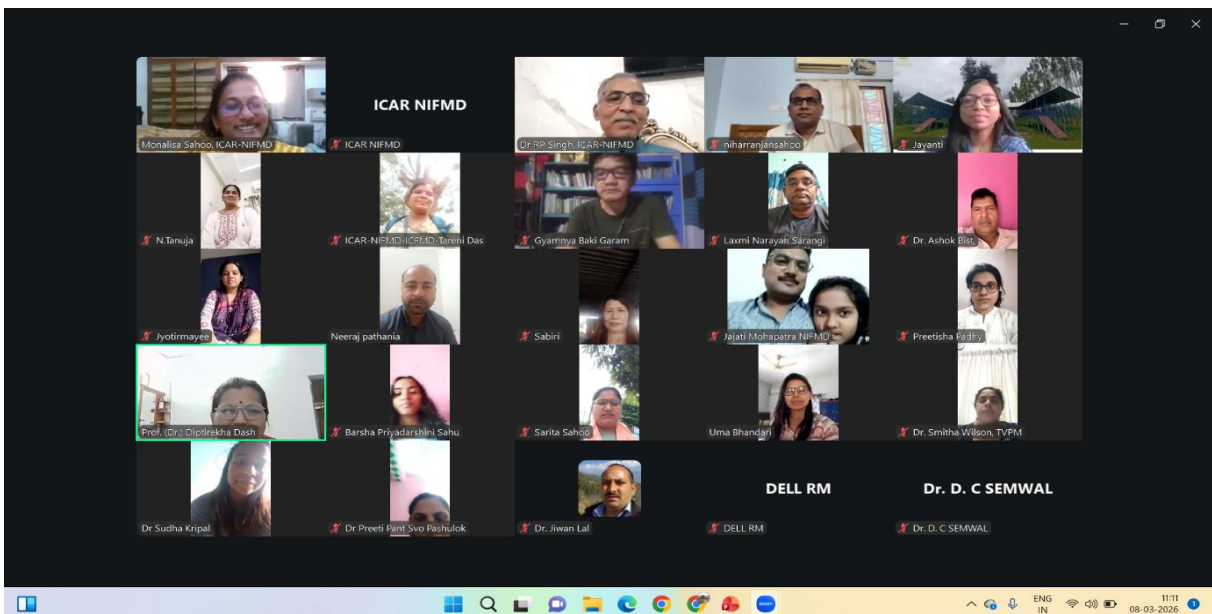 ICAR NIFMD
Monalisa Sahoo, ICAR-NIFMD
ICAR NIFMD
Dr RP Singh, ICAR-NIFMD
niharranjansahoo
Jayanti
N.Tanuja
ICAR-NIFMD-ICFMD-Tareni Das
Gyamnya Baki Garam
Laxmi Narayan Sarangi
Dr. Ashok Bist
Jyotirmayee
Neeraj pathania
Sabiri
Jajati Mohapatra NIFMD
Preetisha Padhy
Prof. (Dr.) Diptirekha Dash
Barsha Priyadarshini Sahu
Sarita Sahoo
Uma Bhandari
Dr. Smitha Wilson, TVPM
DELL RM
Dr. D. C SEMWAL
Dr Sudha Kripal
Dr Preeti Pant Svo Pashulok
Dr. Jiwan Lal
DELL RM
Dr. D. C SEMWAL
ENG
IN
11:11
08-03-2026